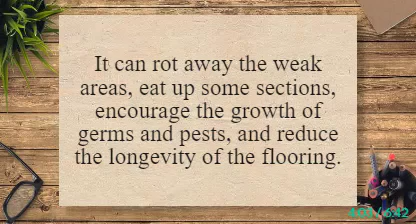 It can rot away the weak
areas, eat up some sections,
encourage the growth of
germs and pests, and reduce
the longevity of the flooring.